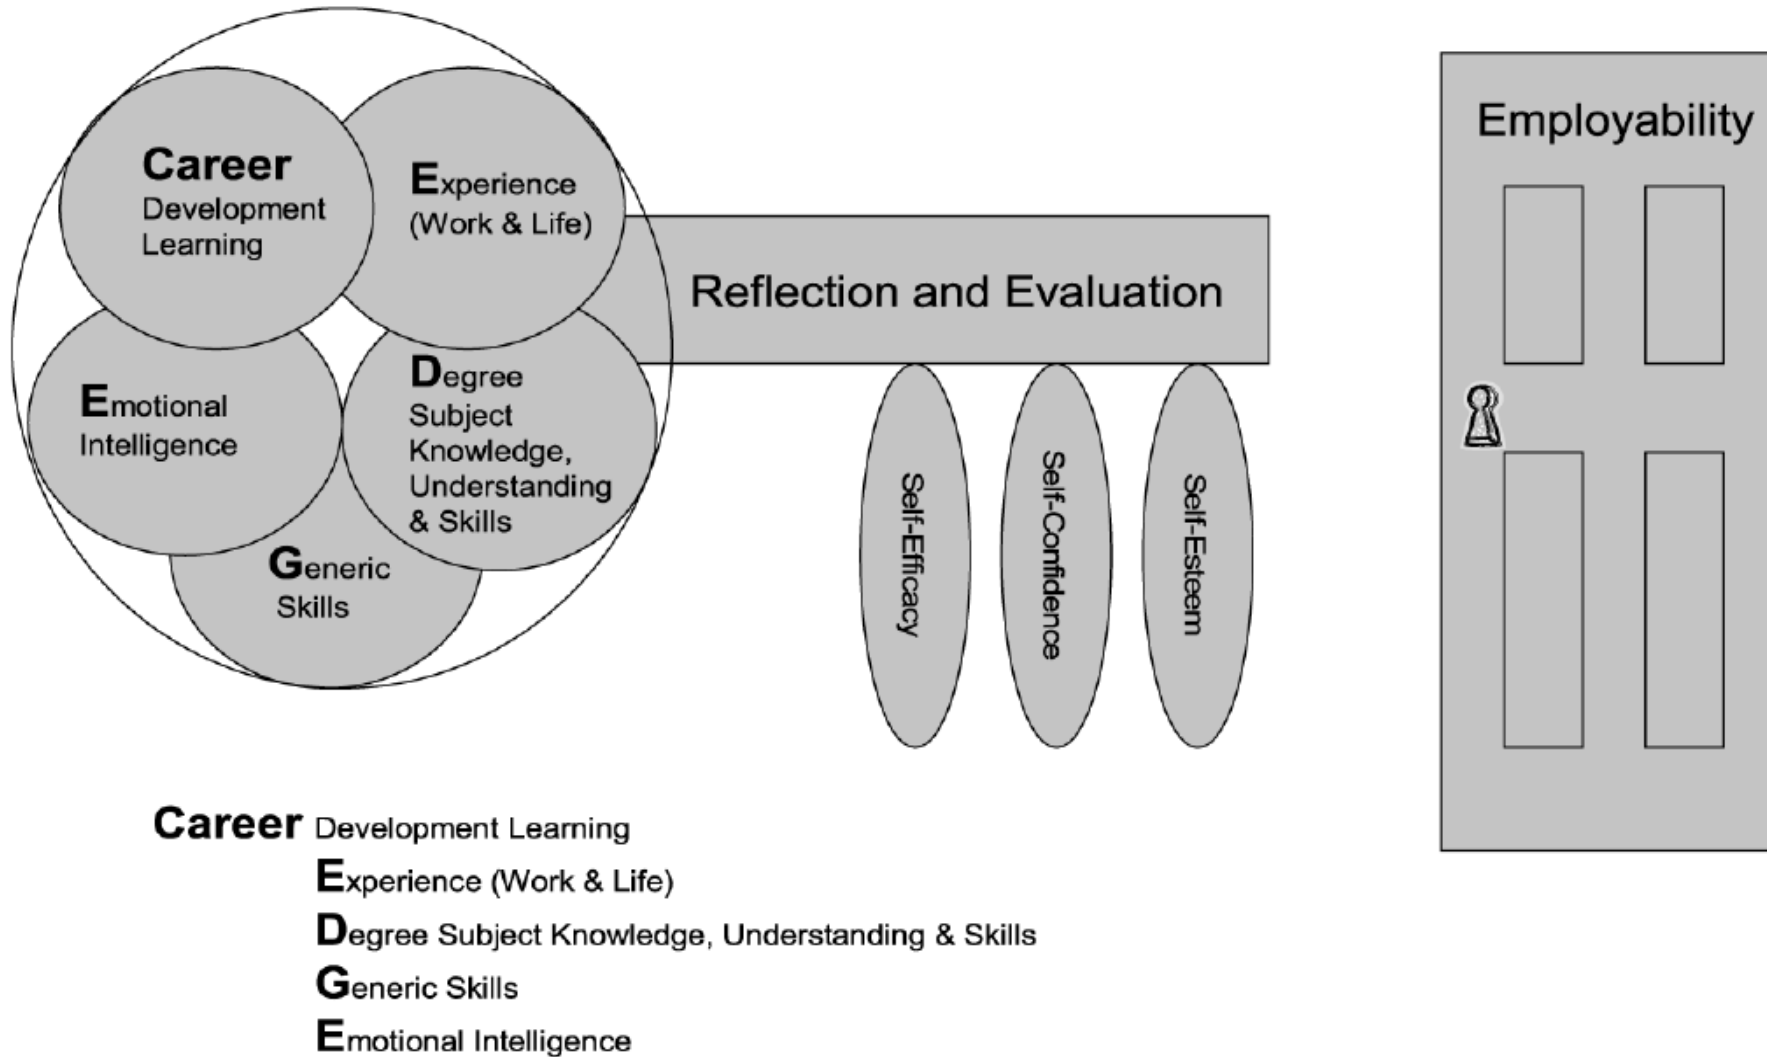 Career
Development
Learning
Experience
(Work & Life)
Emotional
Intelligence
Degree
Subject
Knowledge,
Understanding
& Skills
Generic
Skills
Reflection and Evaluation
Self-Efficacy
Self-Confidence
Self-Esteem
Employability
Career Development Learning
Experience (Work & Life)
Degree Subject Knowledge, Understanding & Skills
Generic Skills
Emotional Intelligence